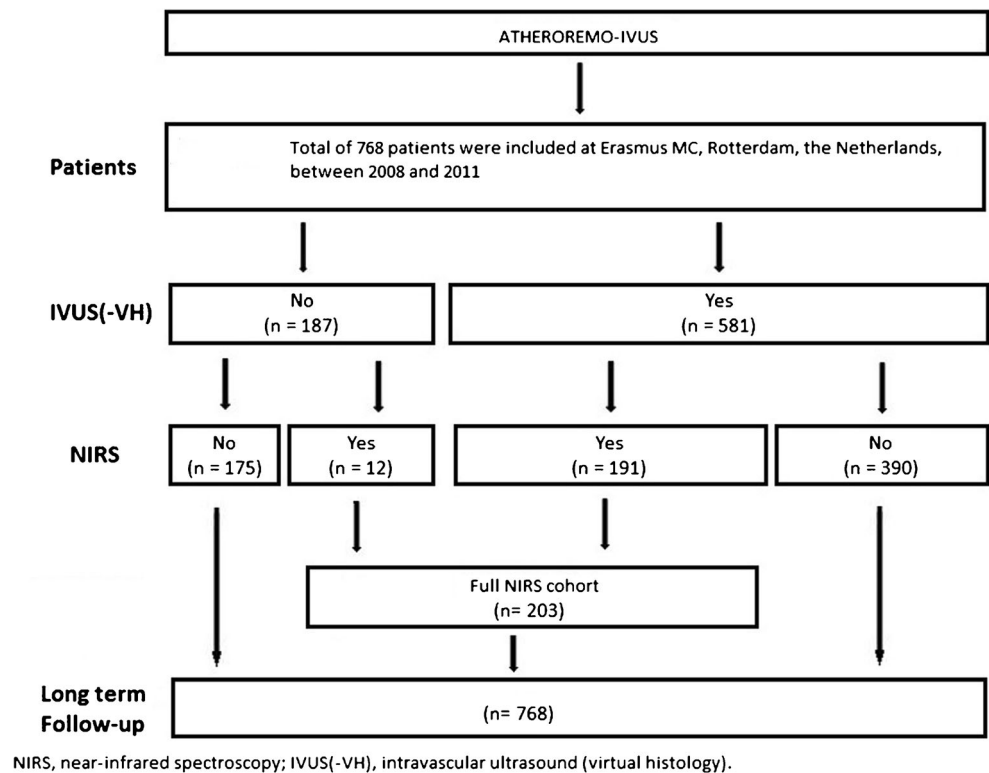 ATHEROREMO-IVUS
Patients
Total of 768 patients were included at Erasmus MC, Rotterdam, the Netherlands,
between 2008 and 2011
IVUS(-VH)
No
(n = 187)
Yes
(n = 581)
NIRS
No
(n = 175)
Yes
(n = 12)
Yes
(n = 191)
No
(n = 390)
Full NIRS cohort
(n= 203)
Long term
Follow-up
(n= 768)
NIRS, near-infrared spectroscopy; IVUS(-VH), intravascular ultrasound (virtual histology).